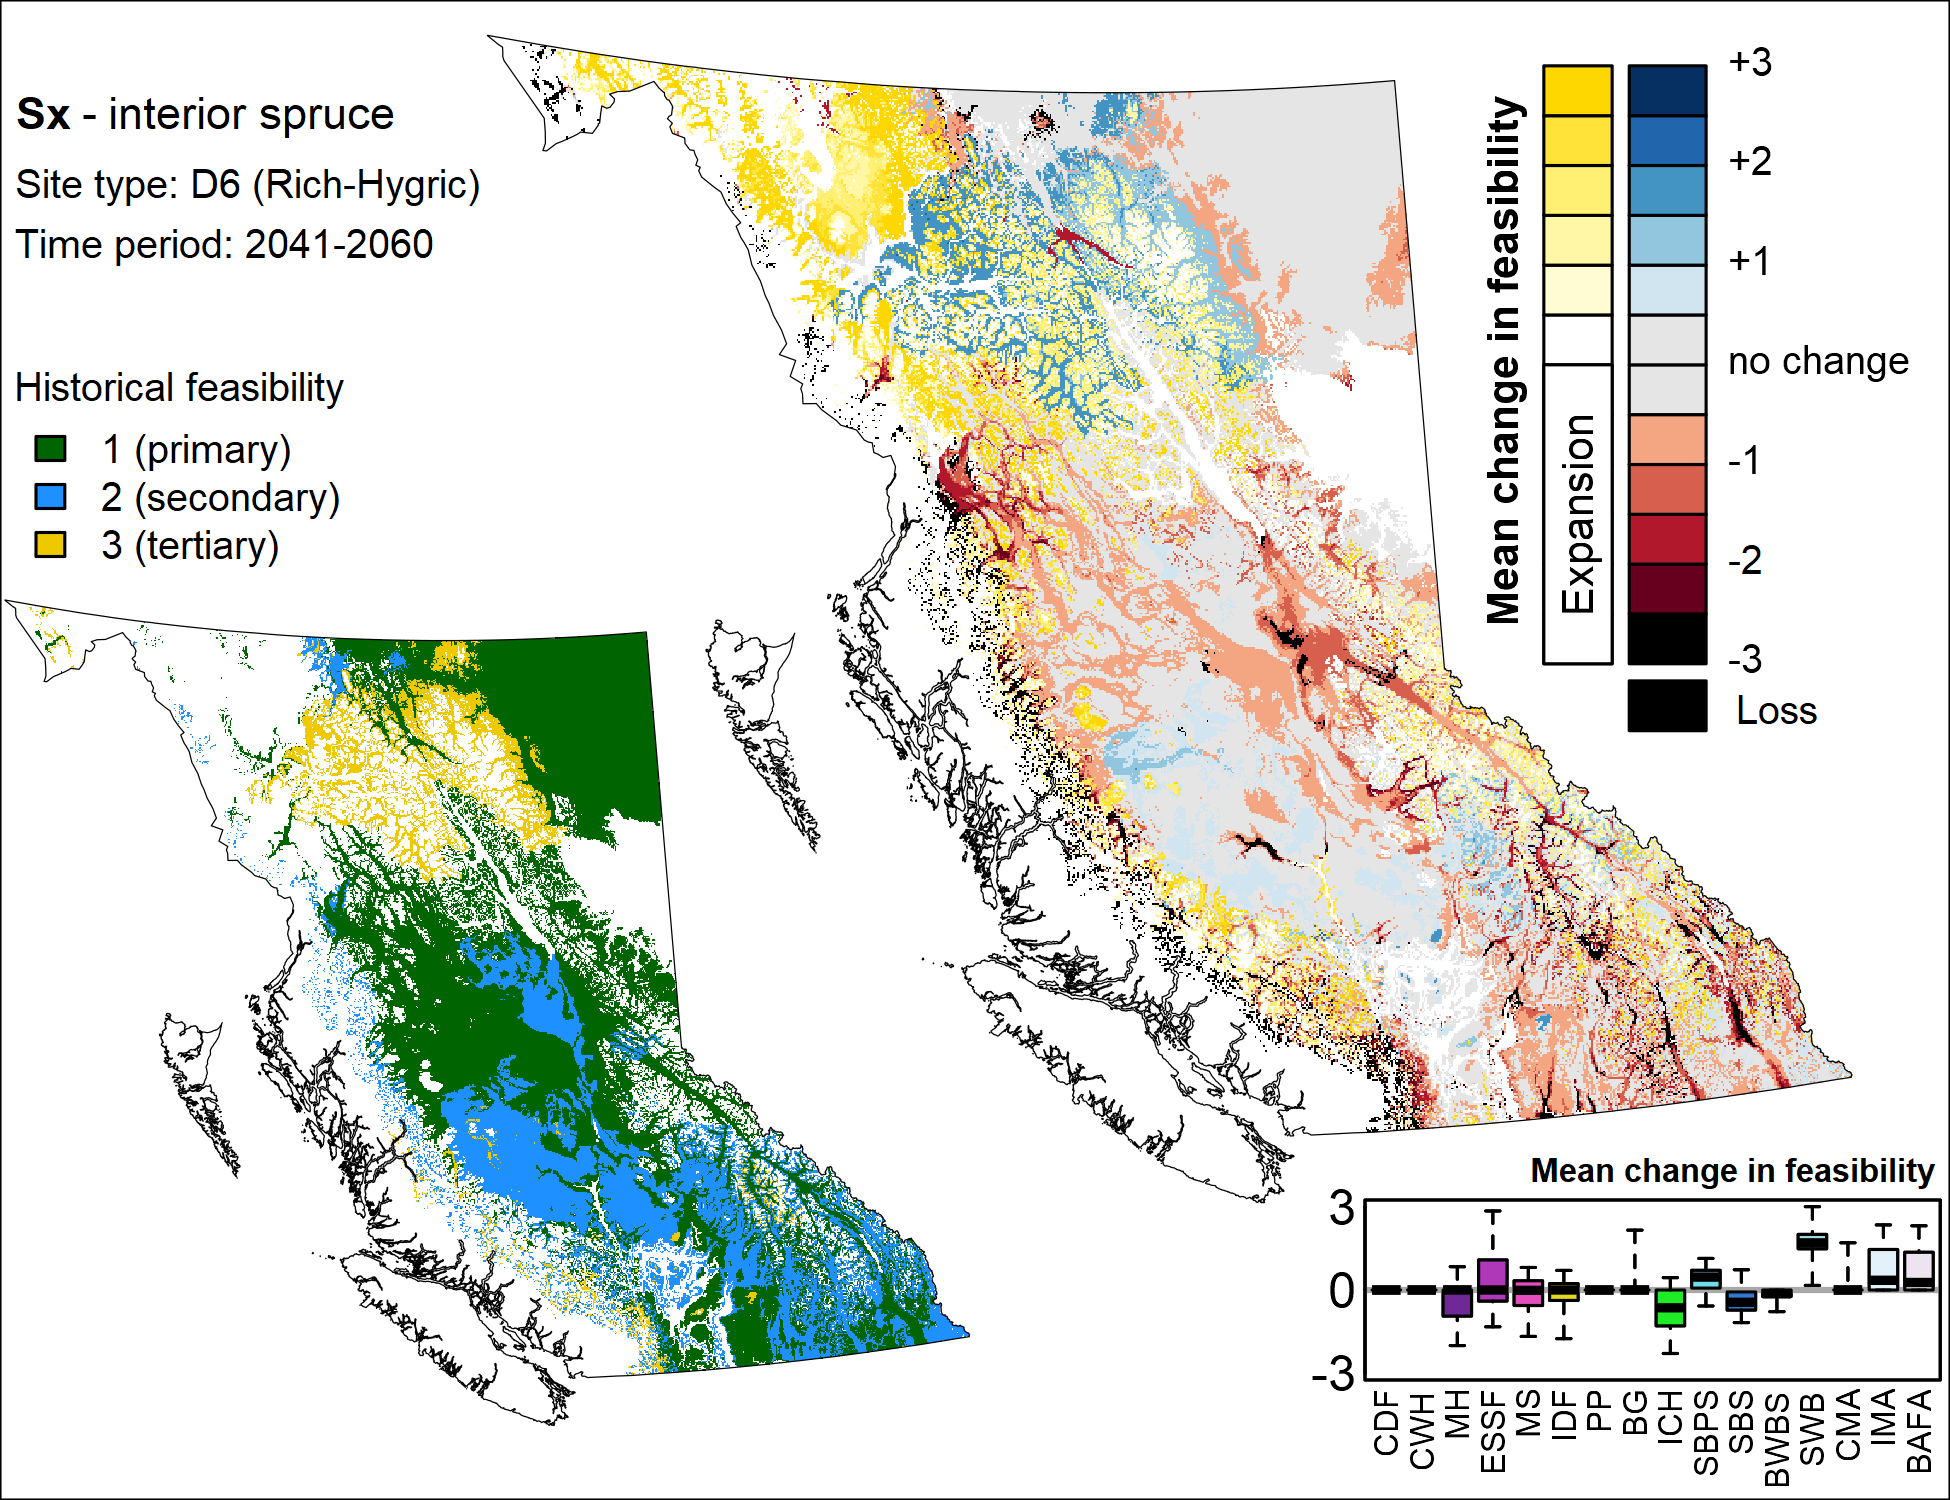 Sx - interior spruce
Site type: D6 (Rich-Hygric)
Time period: 2041-2060
Historical feasibility
1 (primary)
2 (secondary)
3 (tertiary)
Mean change in feasibility
Expansion
+3
+2
+1
no change
-1
-2
-3
Loss
Mean change in feasibility
3
0
-3
CDF
CWH
MH
ESSF
MS
IDF
PP
BG
ICH
SBPS
SBS
BWBS
SWB
CMA
IMA
BAFA